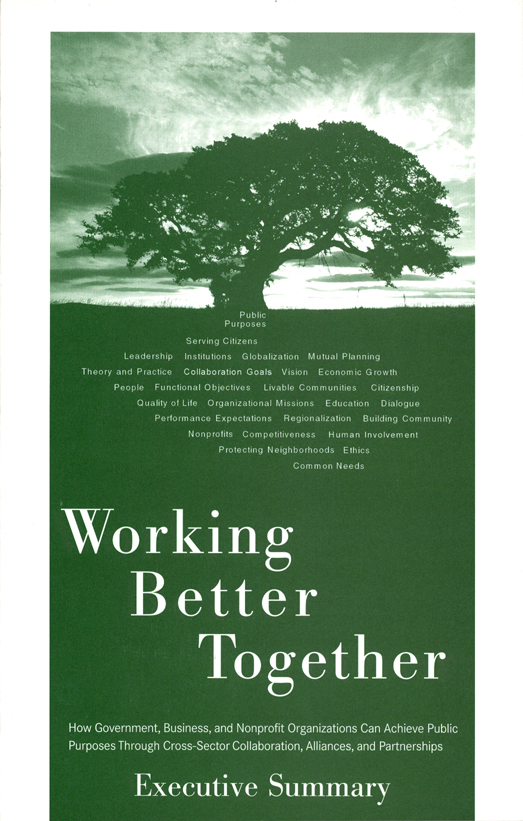 Public
Purposes
Serving Citizens
Leadership Institutions Globalization Mutual Planning
Theory and Practice Collaboration Goals Vision Economic Growth
People Functional Objectives Livable Communities Citizenship
Quality of Life Organizational Missions Education Dialogue
Performance Expectations Regionalization Building Community
Nonprofits Competitiveness Human Involvement
Protecting Neighborhoods Ethics
Common Needs
Working
Better
Together
How Government, Business, and Nonprofit Organizations Can Achieve Public
Purposes Through Cross-Sector Collaboration, Alliances, and Partnerships
Executive Summary